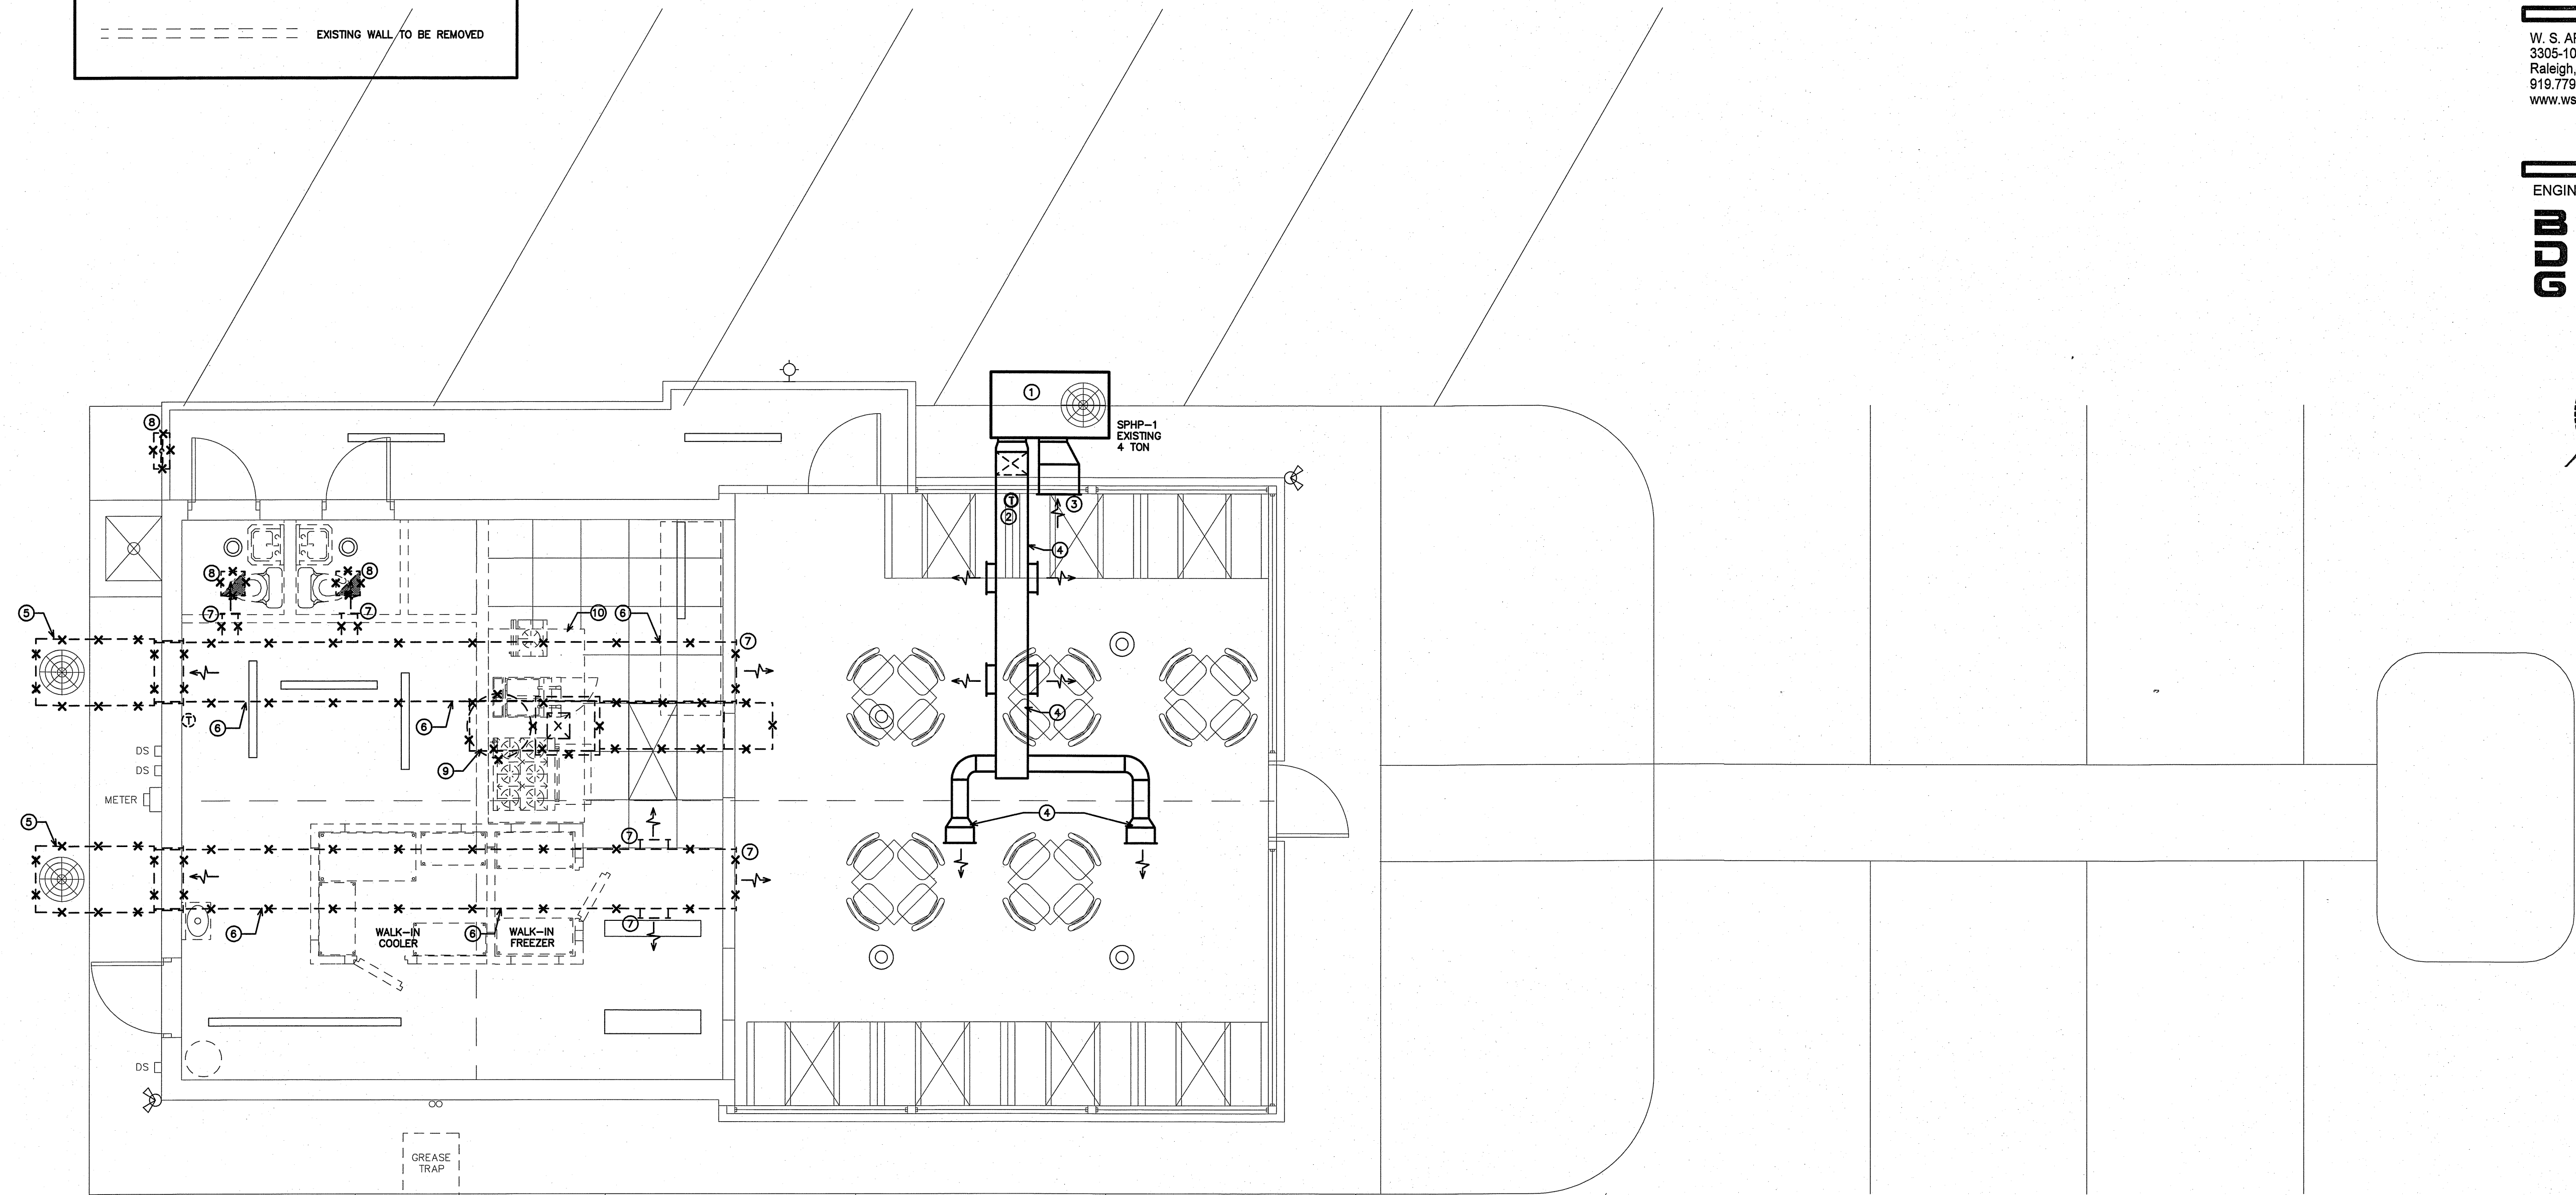 EXISTING WALL TO BE REMOVED
W. S. AR
3305-10
Raleigh,
919.779
www.ws
ENGIN
BDG
1
SPHP-1
EXISTING
4 TON
8
T
2
3
4
8
8
7
7
5
10
6
7
T
6
6
4
DS
DS
9
METER
5
7
4
7
6
WALK-IN
COOLER
6
WALK-IN
FREEZER
7
DS
GREASE
TRAP